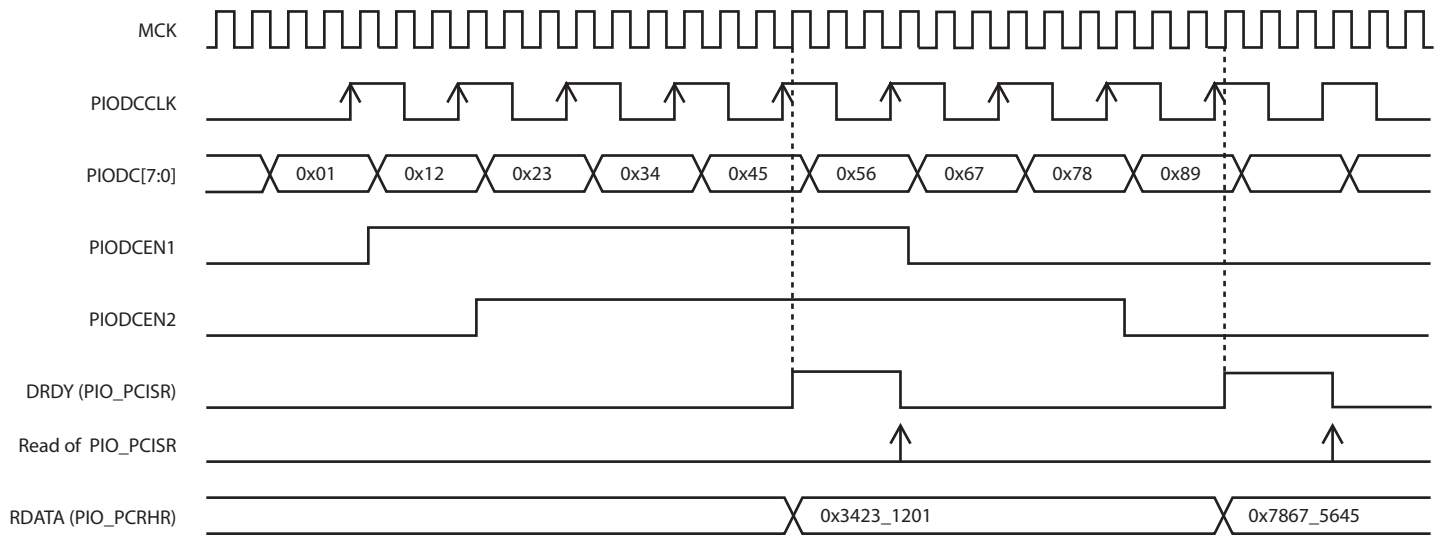 MCK
PIODCCLK
PIODC[7:0] 0x01 0x12 0x23 0x34 0x45 0x56 0x67 0x78 0x89
PIODCEN1
PIODCEN2
DRDY (PIO_PCISR)
Read of PIO_PCISR
RDATA (PIO_PCRHR) 0x3423_1201 0x7867_5645